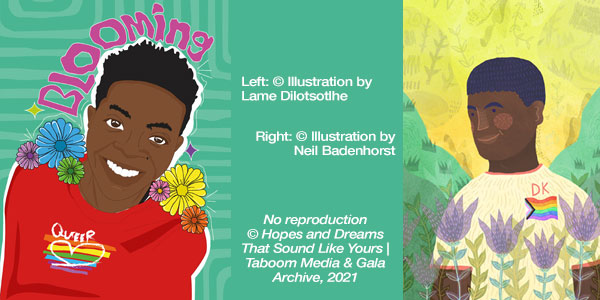 BLOOMING
QUEER
Left: © Illustration by
Lame Dilotsotlhe
Right: © Illustration by
Neil Badenhorst
No reproduction
© Hopes and Dreams
That Sound Like Yours |
Taboom Media & Gala
Archive, 2021
DK